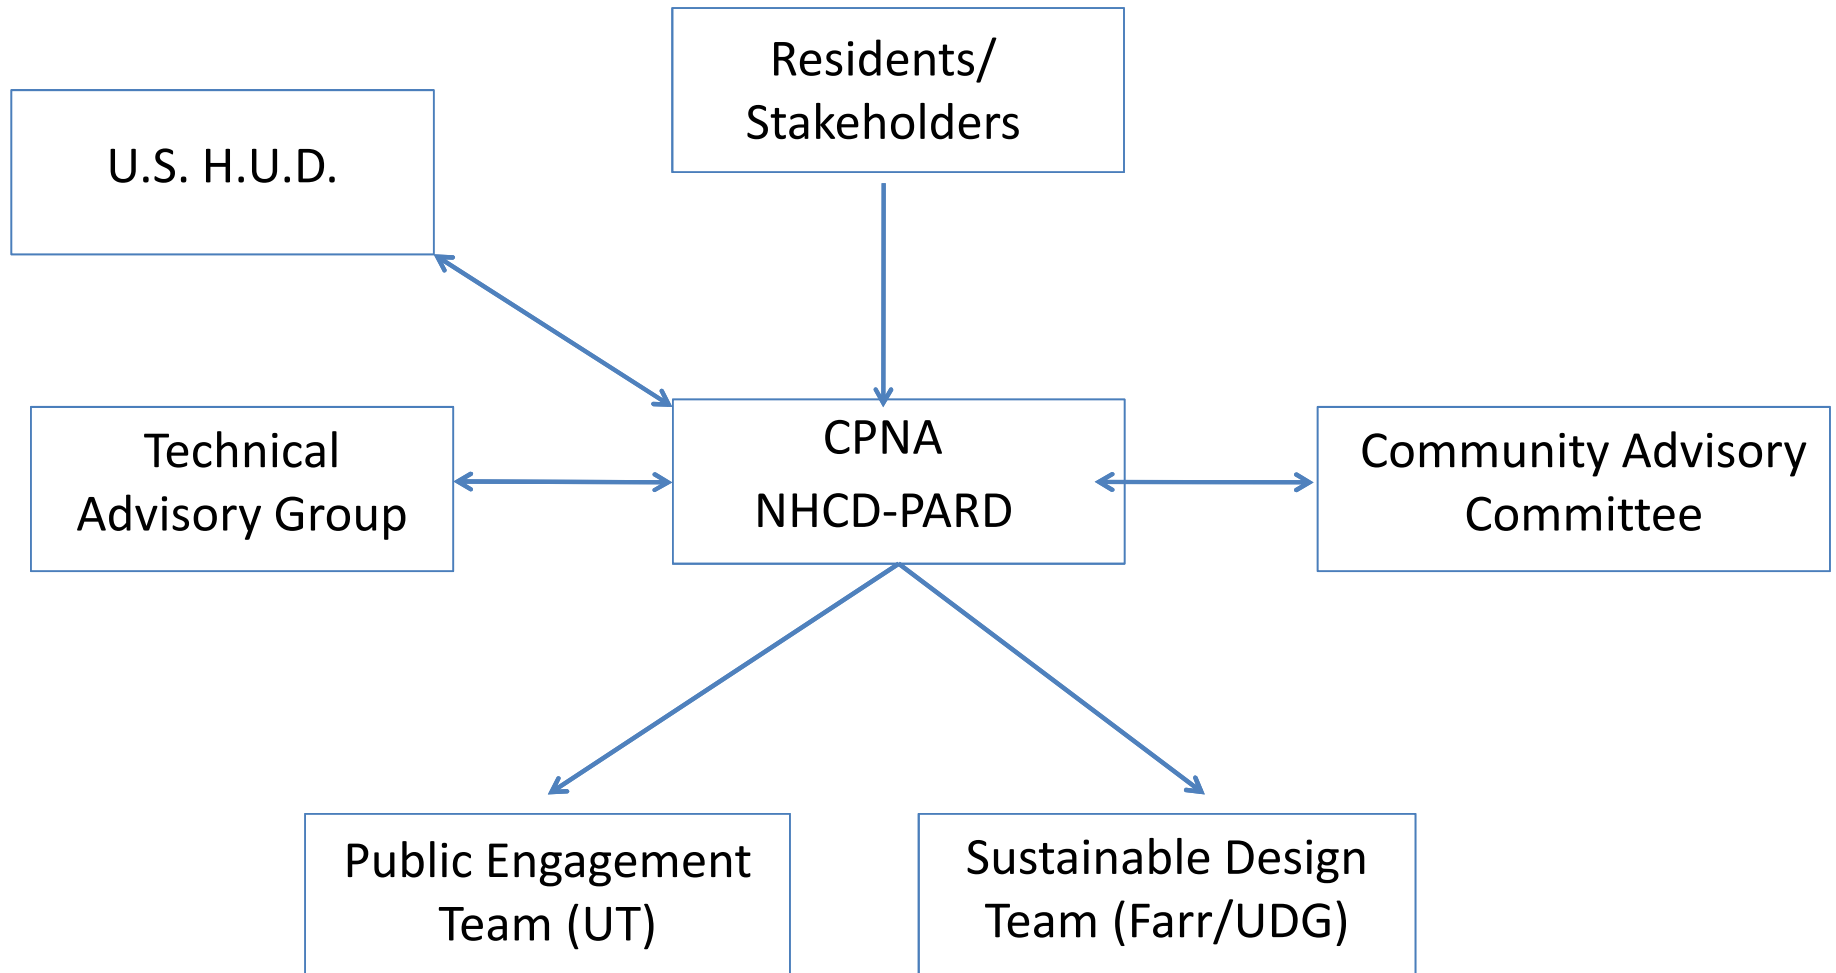 Residents/
Stakeholders
U.S. H.U.D.
Technical
Advisory Group
CPNA
NHCD-PARD
Community Advisory
Committee
Public Engagement
Team (UT)
Sustainable Design
Team (Farr/UDG)